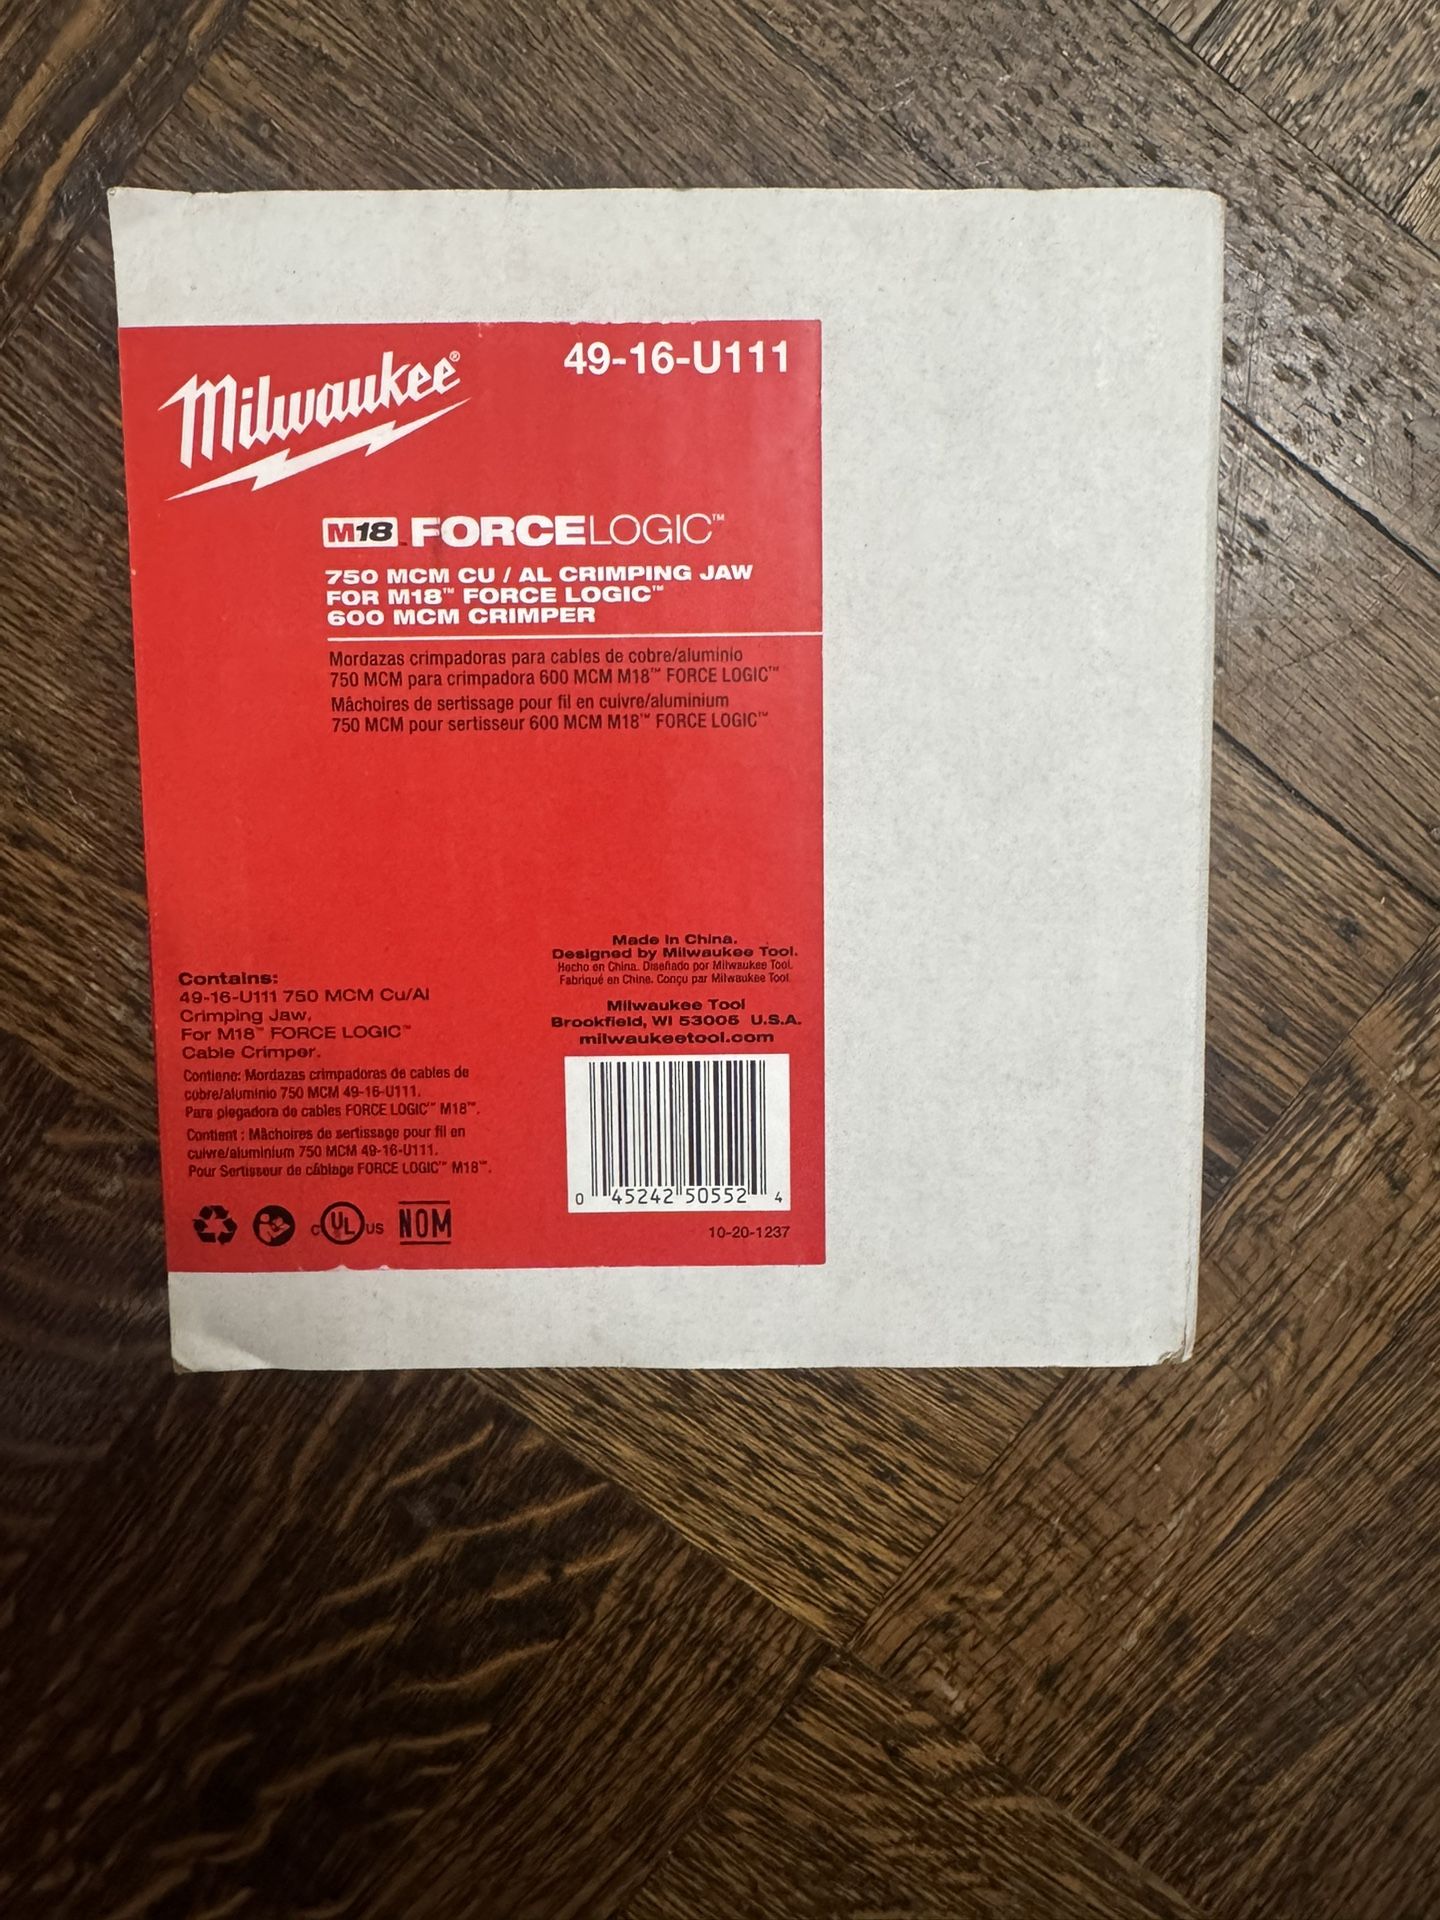 Milwaukee®
49-16-U111
M18 FORCELOGIC™
750 MCM CU / AL CRIMPING JAW
FOR M18™ FORCE LOGIC™
600 MCM CRIMPER
Mordazas crimpadoras para cables de cobre/aluminio
750 MCM para crimpadora 600 MCM M18™ FORCE LOGIC™
Mâchoires de sertissage pour fil en cuivre/aluminium
750 MCM pour sertisseur 600 MCM M18™ FORCE LOGIC™
Contains:
49-16-U111 750 MCM Cu/Al
Crimping Jaw.
For M18™ FORCE LOGIC™
Cable Crimper.
Contiene: Mordazas crimpadoras de cables de
cobre/aluminio 750 MCM 49-16-U111.
Para plegadora de cables FORCE LOGIC™ M18™.
Contient : Mâchoires de sertissage pour fil en
cuivre/aluminium 750 MCM 49-16-U111.
Pour Sertisseur de câblage FORCE LOGIC™ M18™.
C UL US NOM
Made in China.
Designed by Milwaukee Tool.
Hecho en China. Diseñado por Milwaukee Tool.
Fabriqué en Chine. Conçu par Milwaukee Tool
Milwaukee Tool
Brookfield, WI 53005 U.S.A.
milwaukeetool.com
0 45242 50552 4
10-20-1237